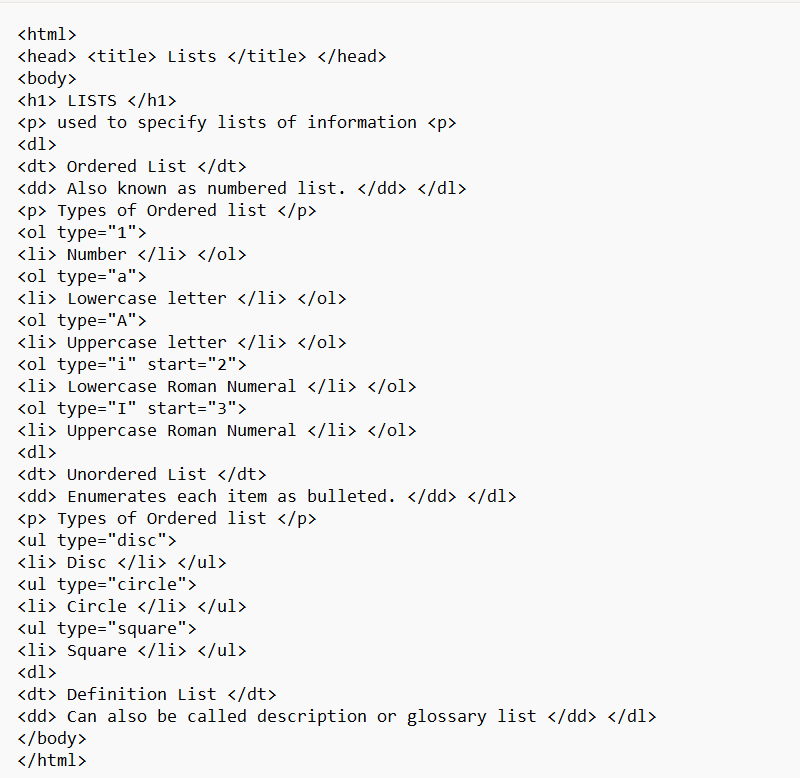 <html>
<head> <title> Lists </title> </head>
<body>
<h1> LISTS </h1>
<p> used to specify lists of information <p>
<dl>
<dt> Ordered List </dt>
<dd> Also known as numbered list. </dd> </dl>
<p> Types of Ordered list </p>
<ol type="1">
<li> Number </li> </ol>
<ol type="a">
<li> Lowercase letter </li> </ol>
<ol type="A">
<li> Uppercase letter </li> </ol>
<ol type="i" start="2">
<li> Lowercase Roman Numeral </li> </ol>
<ol type="I" start="3">
<li> Uppercase Roman Numeral </li> </ol>
<dl>
<dt> Unordered List </dt>
<dd> Enumerates each item as bulleted. </dd> </dl>
<p> Types of Ordered list </p>
<ul type="disc">
<li> Disc </li> </ul>
<ul type="circle">
<li> Circle </li> </ul>
<ul type="square">
<li> Square </li> </ul>
<dl>
<dt> Definition List </dt>
<dd> Can also be called description or glossary list </dd> </dl>
</body>
</html>